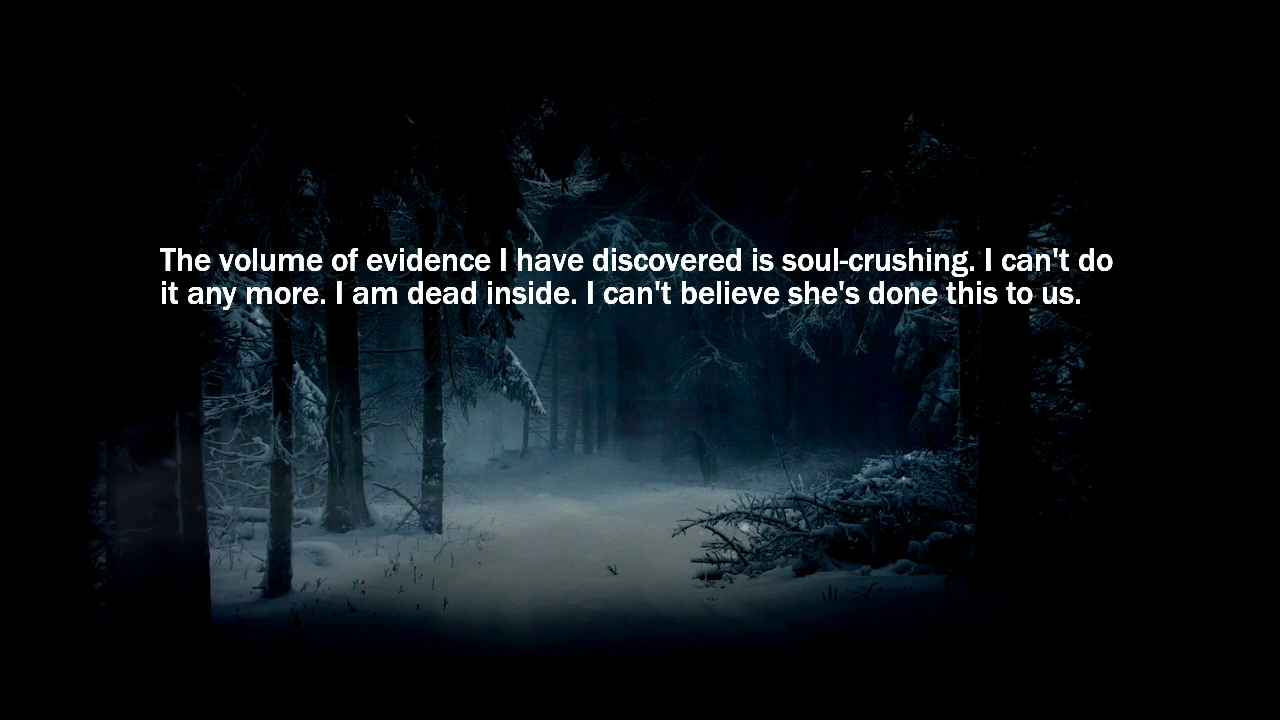 The volume of evidence I have discovered is soul-crushing. I can't do
it any more. I am dead inside. I can't believe she's done this to us.